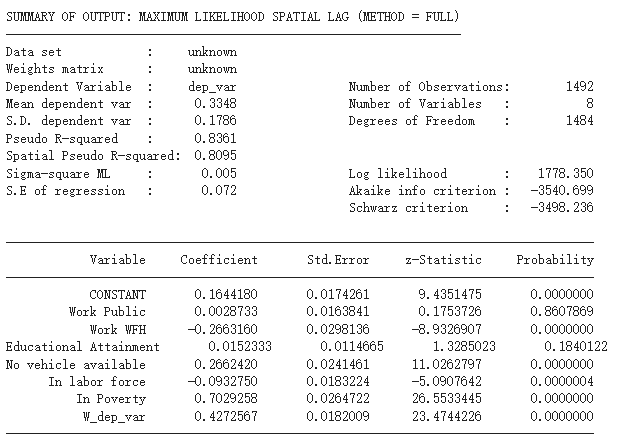 SUMMARY OF OUTPUT: MAXIMUM LIKELIHOOD SPATIAL LAG (METHOD = FULL)
Data set : unknown
Weights matrix : unknown
Dependent Variable : dep_var Number of Observations: 1492
Mean dependent var : 0.3348 Number of Variables : 8
S.D. dependent var : 0.1786 Degrees of Freedom : 1484
Pseudo R-squared : 0.8361
Spatial Pseudo R-squared: 0.8095
Sigma-square ML : 0.005 Log likelihood : 1778.350
S.E of regression : 0.072 Akaike info criterion : -3540.699
Schwarz criterion : -3498.236
Variable Coefficient Std.Error z-Statistic Probability
CONSTANT 0.1644180 0.0174261 9.4351475 0.0000000
Work Public 0.0028733 0.0163841 0.1753726 0.8607869
Work WFH -0.2663160 0.0298136 -8.9326907 0.0000000
Educational Attainment 0.0152333 0.0114665 1.3285023 0.1840122
No vehicle available 0.2662420 0.0241461 11.0262797 0.0000000
In labor force -0.0932750 0.0183224 -5.0907642 0.0000004
In Poverty 0.7029258 0.0264722 26.5533445 0.0000000
W_dep_var 0.4272567 0.0182009 23.4744226 0.0000000